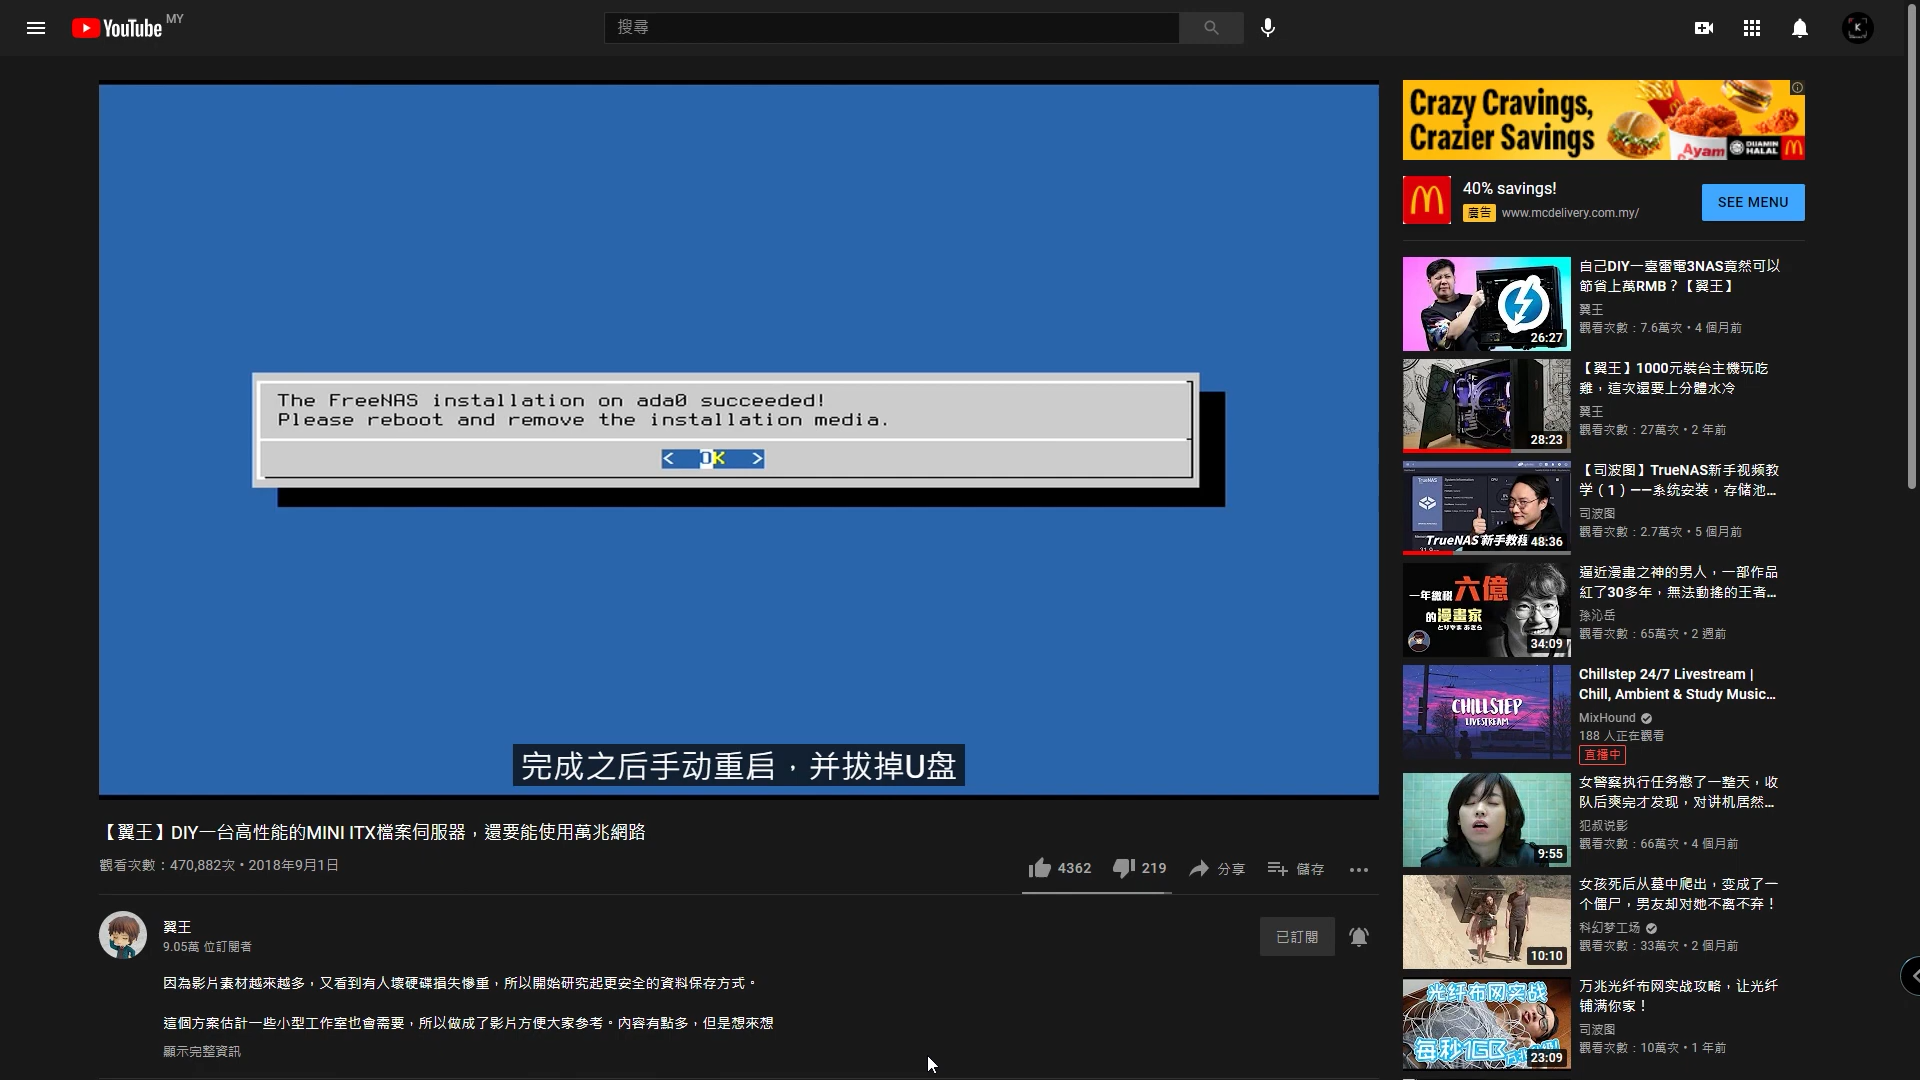 YouTube MY
搜尋
The FreeNAS installation on ada0 succeeded!
Please reboot and remove the installation media.
< OK >
完成之后手动重启，并拔掉U盘
【翼王】DIY一台高性能的MINI ITX檔案伺服器，還要能使用萬兆網路
觀看次數：470,882次・2018年9月1日
4362
219
分享
儲存
翼王
9.05萬 位訂閱者
已訂閱
因為影片素材越來越多，又看到有人壞硬碟損失慘重，所以開始研究起更安全的資料保存方式。
這個方案估計一些小型工作室也會需要，所以做成了影片方便大家參考。內容有點多，但是想來想
顯示完整資訊
Crazy Cravings,
Crazier Savings
Ayam
HALAL
40% savings!
廣告 www.mcdelivery.com.my/
SEE MENU
26:27
自己DIY一臺雷電3NAS竟然可以
節省上萬RMB？【翼王】
翼王
觀看次數：7.6萬次・4 個月前
28:23
【翼王】1000元裝台主機玩吃
雞，這次還要上分體水冷
翼王
觀看次數：27萬次・2 年前
TrueNAS 新手教程
48:36
【司波图】TrueNAS新手视频教
学（1）——系统安装，存储池...
司波图
觀看次數：2.7萬次・5 個月前
一年繳稅六億
的漫畫家
とりやま あきら
34:09
逼近漫畫之神的男人，一部作品
紅了30多年，無法動搖的王者...
孫沁岳
觀看次數：65萬次・2 週前
CHILLSTEP
LIVESTREAM
Chillstep 24/7 Livestream |
Chill, Ambient & Study Music...
MixHound
188 人正在觀看
直播中
9:55
女警察执行任务憋了一整天，收
队后爽完才发现，对讲机居然...
犯叔说影
觀看次數：66萬次・4 個月前
10:10
女孩死后从墓中爬出，变成了一
个僵尸，男友却对她不离不弃！
科幻梦工场
觀看次數：33萬次・2 個月前
光纤布网实战
每秒1GB
23:09
万兆光纤布网实战攻略，让光纤
铺满你家！
司波图
觀看次數：10萬次・1 年前